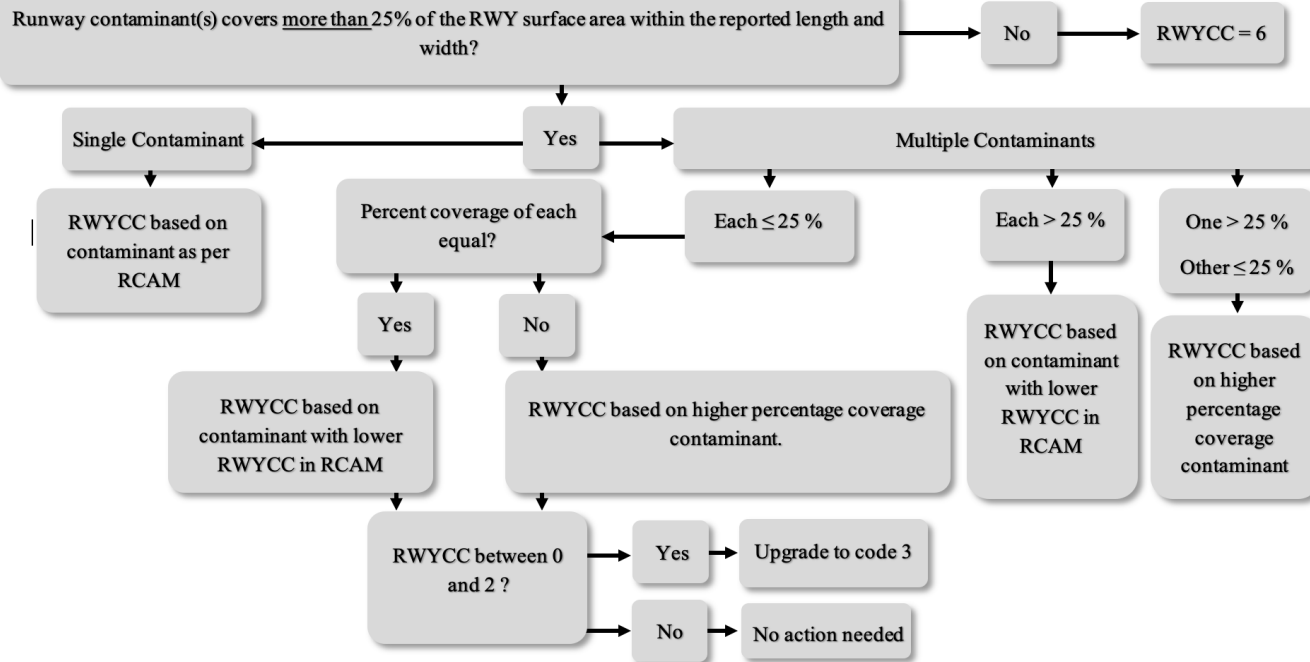 Runway contaminant(s) covers more than 25% of the RWY surface area within the reported length and
width?
No
RWYCC = 6
Single Contaminant
Yes
Multiple Contaminants
RWYCC based on
contaminant as per
RCAM
Percent coverage of each
equal?
Each ≤ 25 %
Each > 25 %
One > 25 %
Other ≤ 25 %
Yes
No
RWYCC based on
contaminant with lower
RWYCC in RCAM
RWYCC based on higher percentage coverage
contaminant.
RWYCC based
on contaminant
with lower
RWYCC in
RCAM
RWYCC based
on higher
percentage
coverage
contaminant
RWYCC between 0
and 2 ?
Yes
Upgrade to code 3
No
No action needed